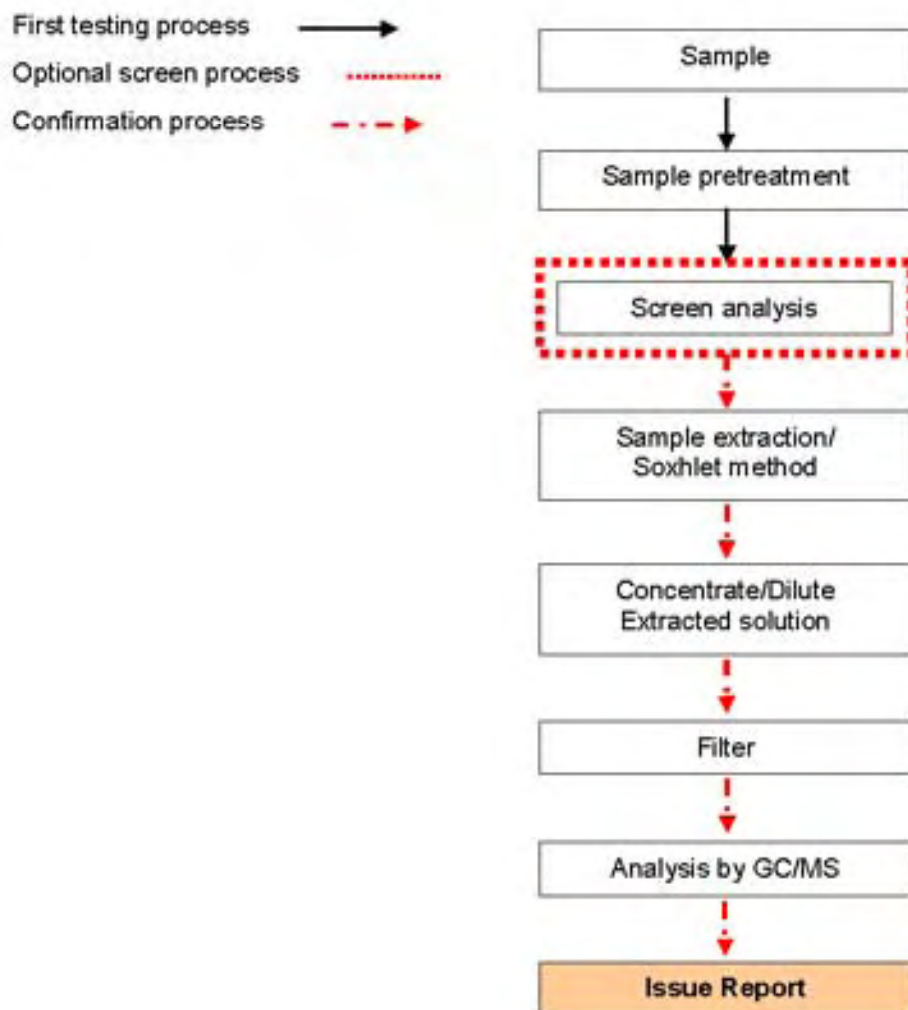 First testing process
Optional screen process
Confirmation process
Sample
Sample pretreatment
Screen analysis
Sample extraction/
Soxhlet method
Concentrate/Dilute
Extracted solution
Filter
Analysis by GC/MS
Issue Report